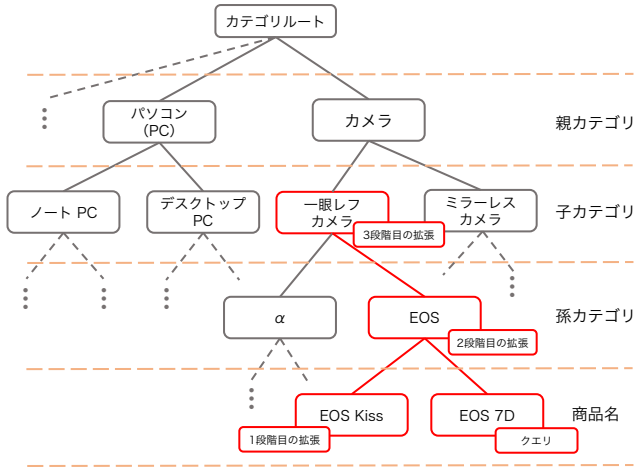 カテゴリルート
パソコン
（PC）
カメラ
親カテゴリ
ノート PC
デスクトップ
PC
一眼レフ
カメラ
3段階目の拡張
ミラーレス
カメラ
子カテゴリ
α
EOS
2段階目の拡張
孫カテゴリ
EOS Kiss
1段階目の拡張
EOS 7D
クエリ
商品名